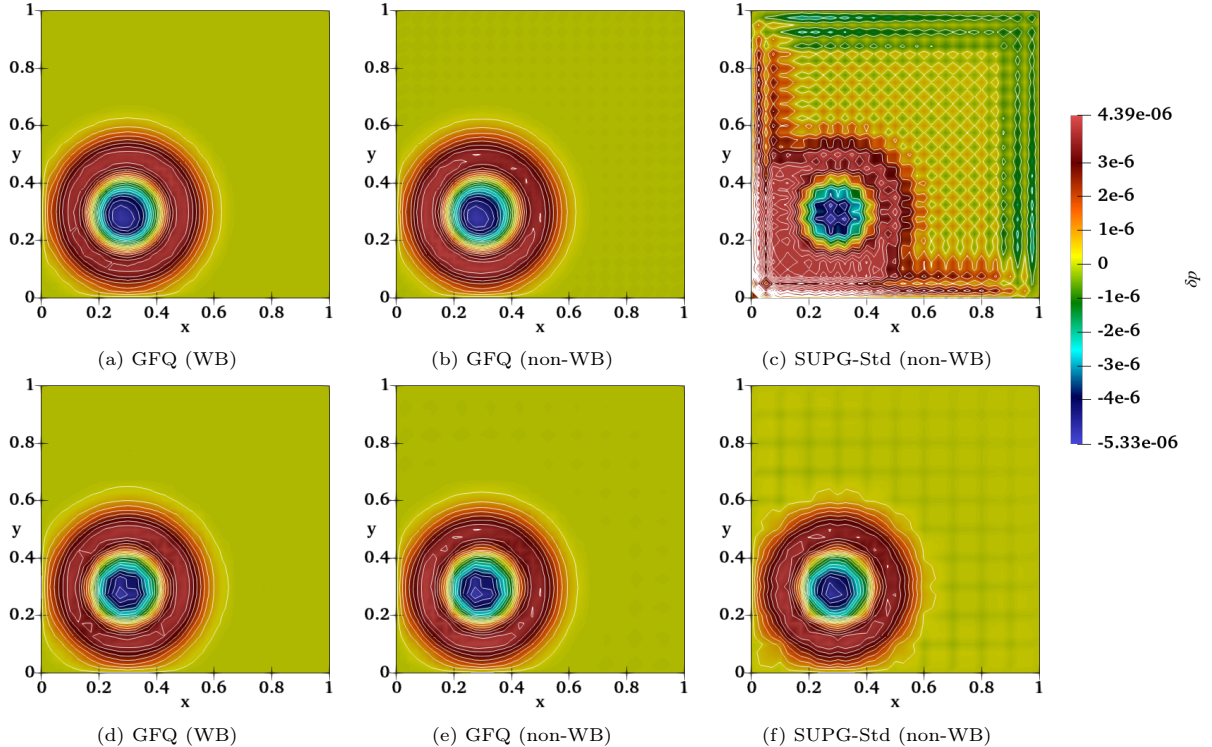 1
0.8
0.6
y
0.4
0.2
0
0 0.2 0.4 0.6 0.8 1
x
(a) GFQ (WB)
1
0.8
0.6
y
0.4
0.2
0
0 0.2 0.4 0.6 0.8 1
x
(b) GFQ (non-WB)
1
0.8
0.6
y
0.4
0.2
0
0 0.2 0.4 0.6 0.8 1
x
(c) SUPG-Std (non-WB)
4.39e-06
3e-6
2e-6
1e-6
0
-1e-6
-2e-6
-3e-6
-4e-6
-5.33e-06
δp
1
0.8
0.6
y
0.4
0.2
0
0 0.2 0.4 0.6 0.8 1
x
(d) GFQ (WB)
1
0.8
0.6
y
0.4
0.2
0
0 0.2 0.4 0.6 0.8 1
x
(e) GFQ (non-WB)
1
0.8
0.6
y
0.4
0.2
0
0 0.2 0.4 0.6 0.8 1
x
(f) SUPG-Std (non-WB)